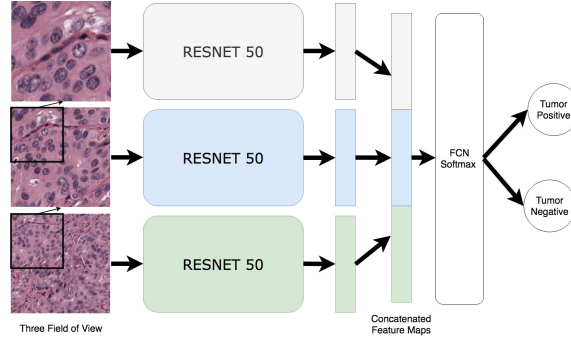 RESNET 50
RESNET 50
RESNET 50
FCN
Softmax
Tumor
Positive
Tumor
Negative
Three Field of View
Concatenated
Feature Maps